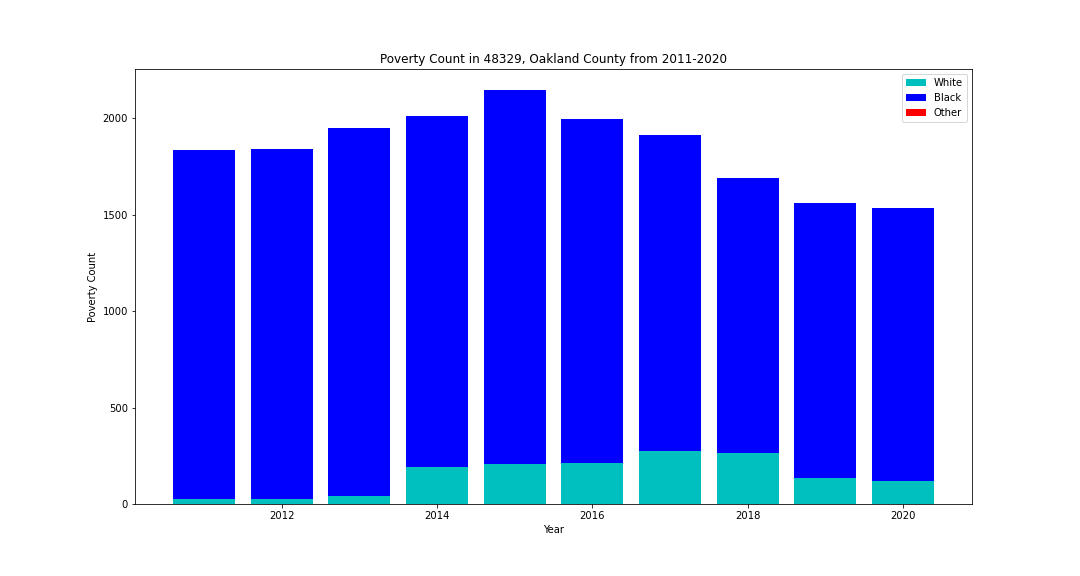 Poverty Count in 48329, Oakland County from 2011-2020
White
Black
Other
2000
1500
1000
500
0
Poverty Count
2012
2014
2016
2018
2020
Year